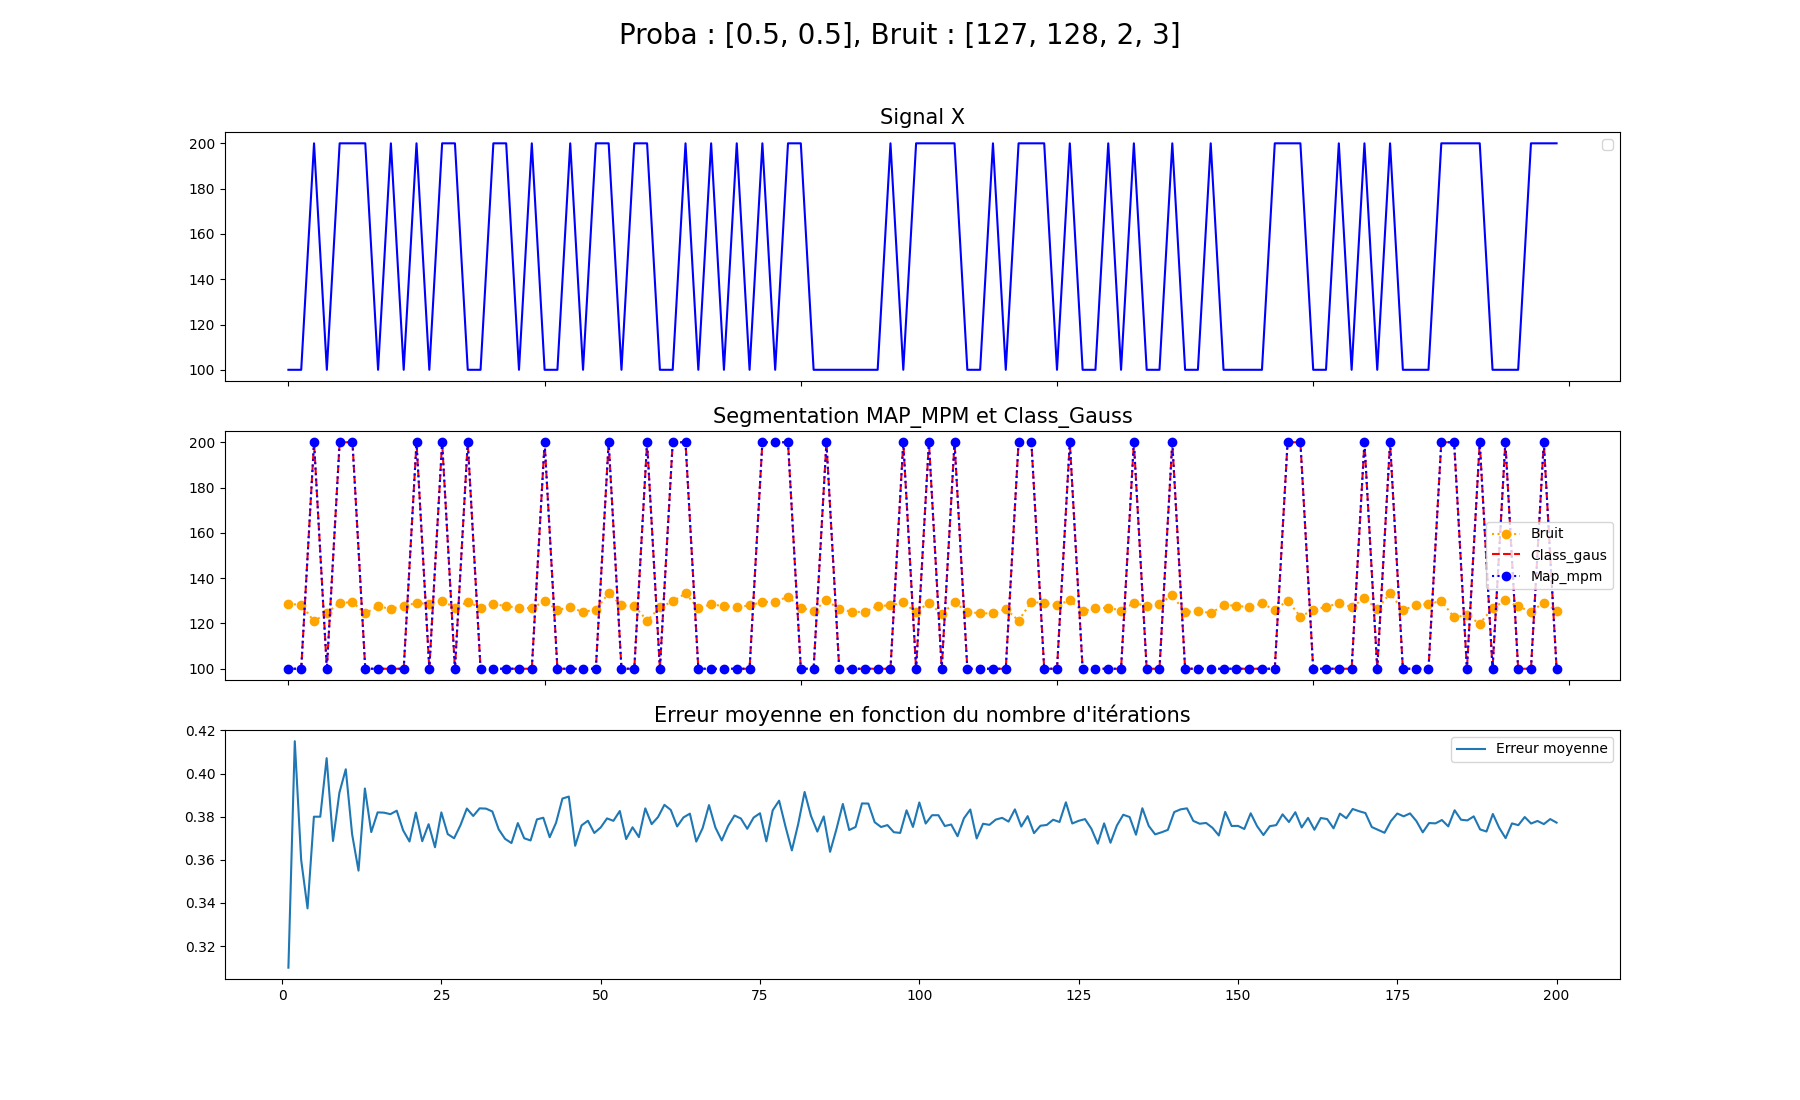 Proba : [0.5, 0.5], Bruit : [127, 128, 2, 3]
Signal X
200
180
160
140
120
100
Segmentation MAP_MPM et Class_Gauss
200
180
160
140
120
100
Bruit
Class_gaus
Map_mpm
Erreur moyenne en fonction du nombre d'itérations
0.42
0.40
0.38
0.36
0.34
0.32
Erreur moyenne
0 25 50 75 100 125 150 175 200